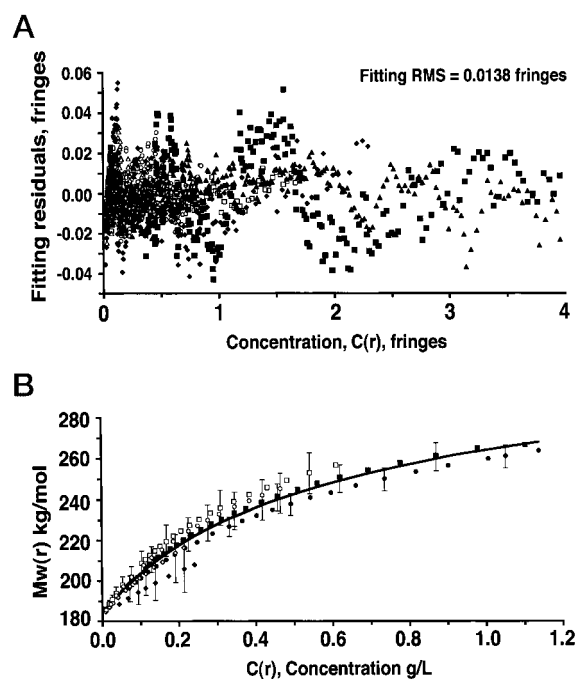 A
Fitting residuals, fringes
0.06
0.04
0.02
0.00
-0.02
-0.04
Fitting RMS = 0.0138 fringes
0 1 2 3 4
Concentration, C(r), fringes
B
Mw(r) kg/mol
280
260
240
220
200
180
0.0 0.2 0.4 0.6 0.8 1.0 1.2
C(r), Concentration g/L